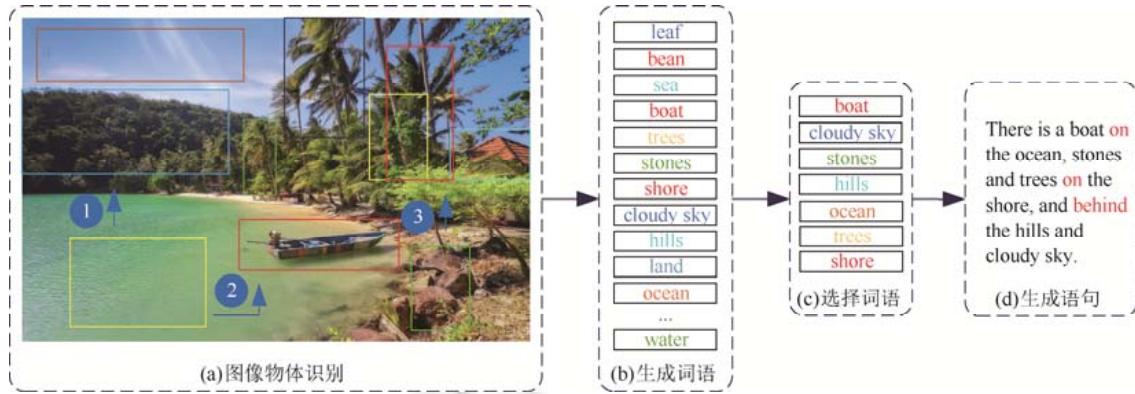 1
2
3
(a)图像物体识别
leaf
bean
sea
boat
trees
stones
shore
cloudy sky
hills
land
ocean
...
water
(b)生成词语
boat
cloudy sky
stones
hills
ocean
trees
shore
(c)选择词语
There is a boat on
the ocean, stones
and trees on the
shore, and behind
the hills and
cloudy sky.
(d)生成语句